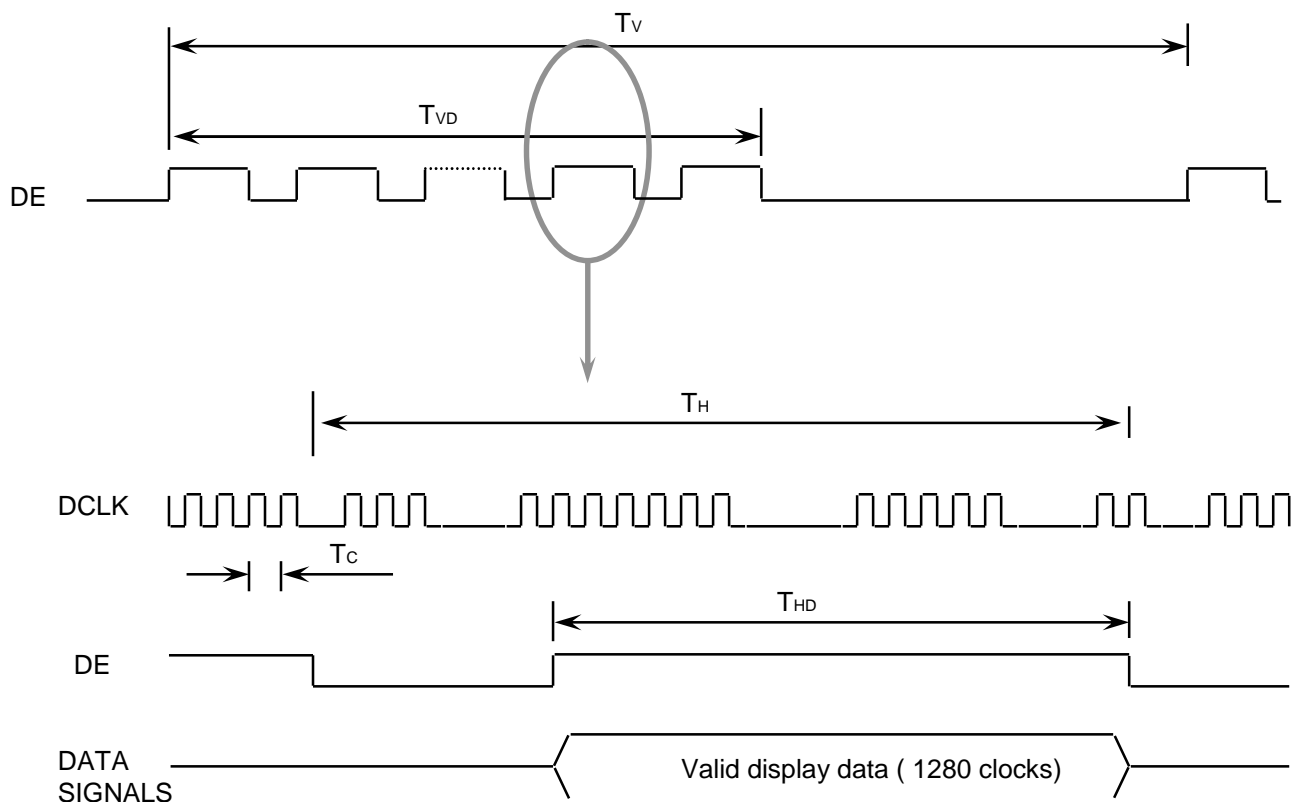 TV
TVD
DE
TH
DCLK
TC
THD
DE
DATA
SIGNALS
Valid display data ( 1280 clocks)